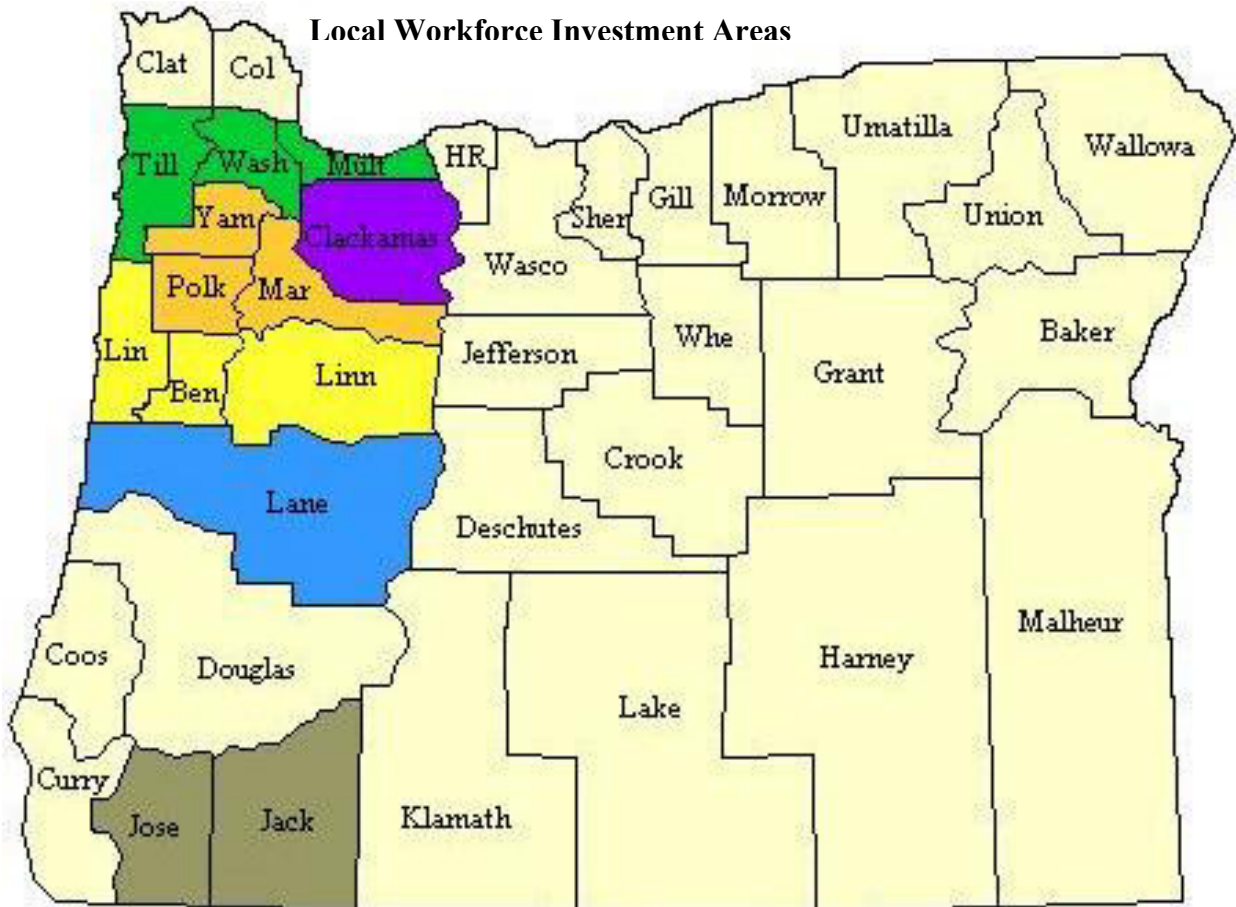 Local Workforce Investment Areas
Clat
Col
Umatilla
Wallowa
HR
Till
Wash
Mult
Gill
Morrow
Sher
Union
Yam
Clackamas
Wasco
Polk
Mar
Whe
Baker
Lin
Jefferson
Linn
Grant
Ben
Crook
Lane
Deschutes
Malheur
Coos
Douglas
Harney
Lake
Curry
Jose
Jack
Klamath